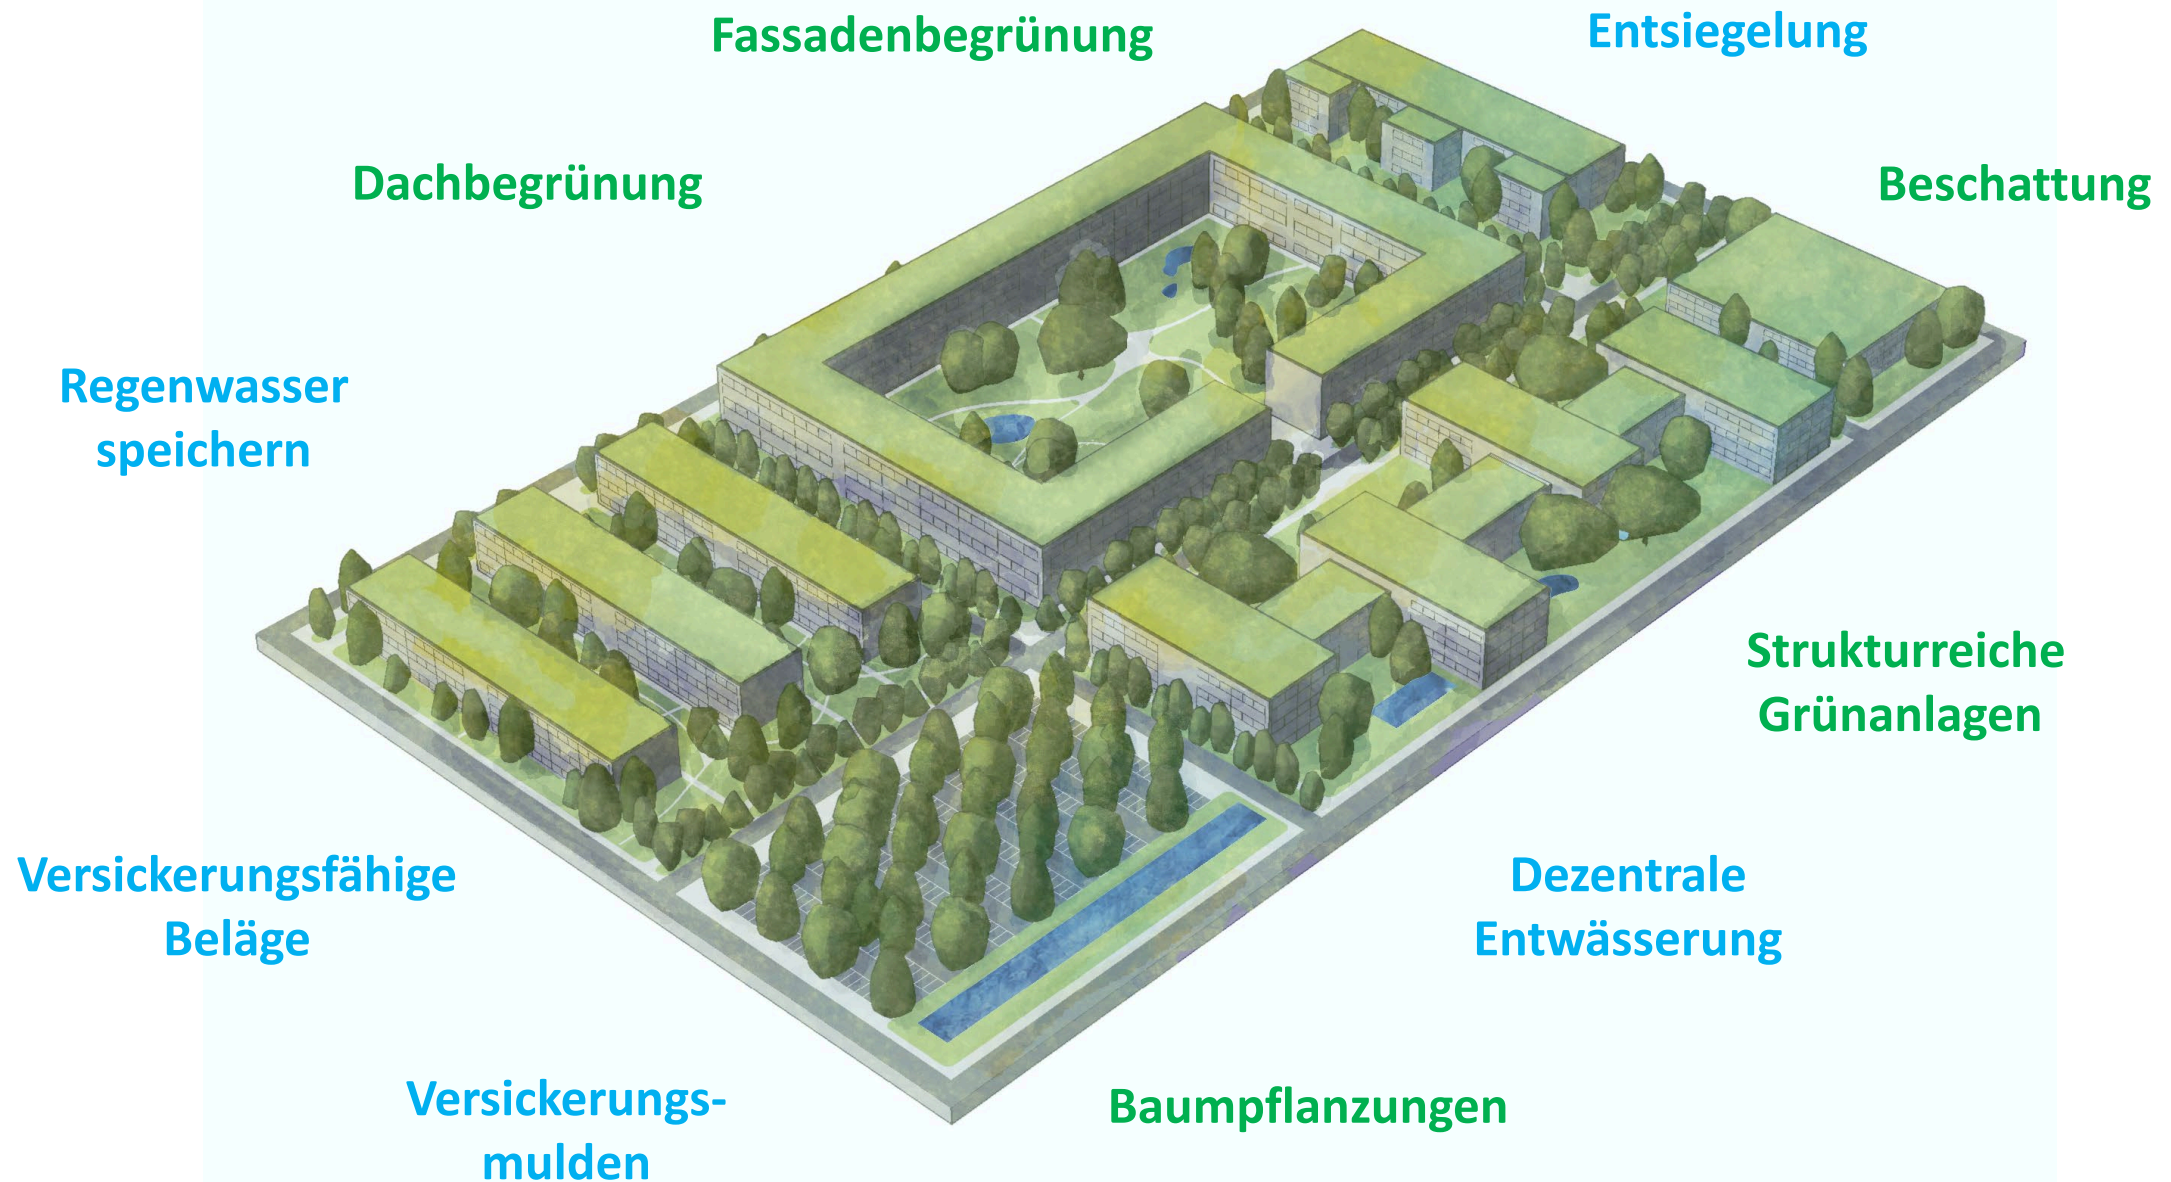 Fassadenbegrünung
Entsiegelung
Dachbegrünung
Beschattung
Regenwasser
speichern
Strukturreiche
Grünanlagen
Versickerungsfähige
Beläge
Dezentrale
Entwässerung
Versickerungs-
mulden
Baumpflanzungen